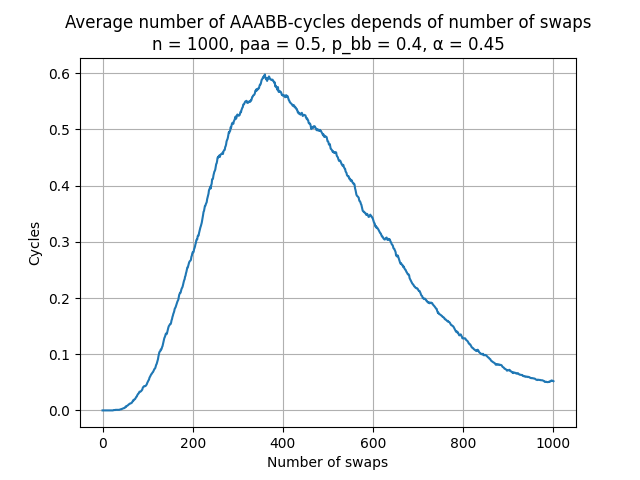 Average number of AAABB-cycles depends of number of swaps
n = 1000, paa = 0.5, p_bb = 0.4, α = 0.45
0.6
0.5
0.4
0.3
0.2
0.1
0.0
Cycles
0 200 400 600 800 1000
Number of swaps